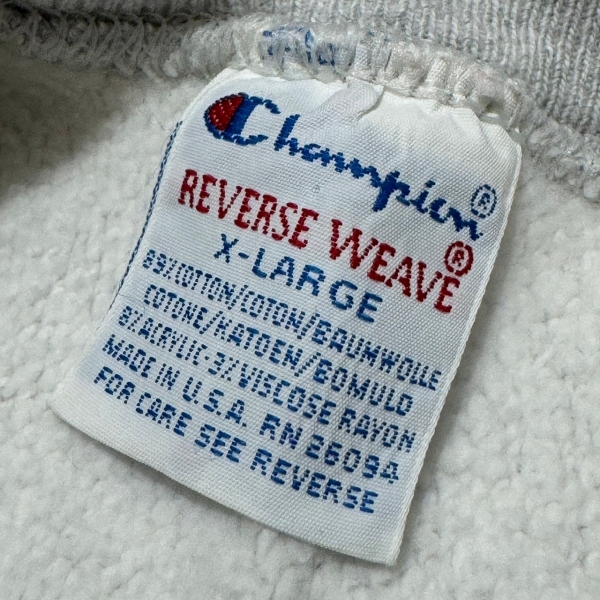 Champion®
REVERSE WEAVE®
X-LARGE
89%COTTON/COTON/BAUMWOLLE
COTONE/KATOEN/BOMULD
8%ACRYLIC-3%VISCOSE RAYON
MADE IN U.S.A. RN 26094
FOR CARE SEE REVERSE